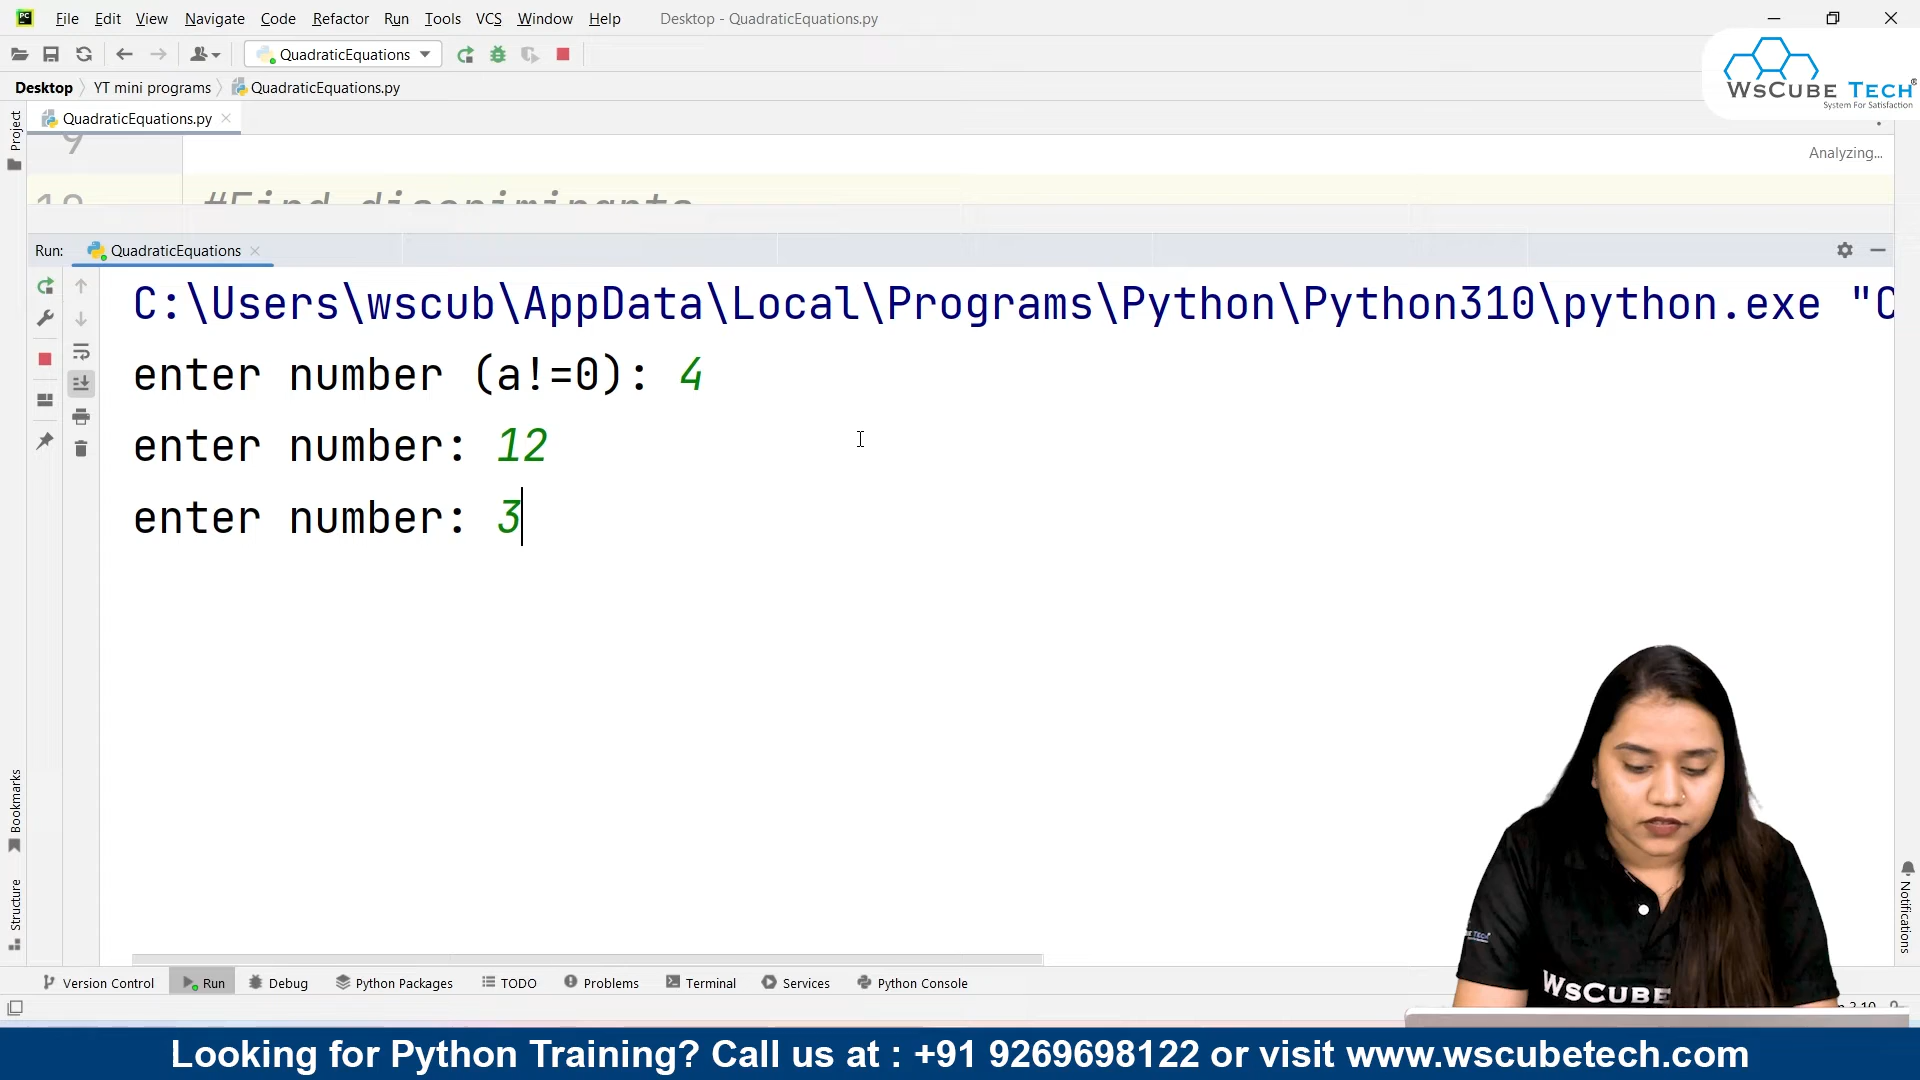 File Edit View Navigate Code Refactor Run Tools VCS Window Help Desktop - QuadraticEquations.py
QuadraticEquations
WsCube Tech®
System For Satisfaction
Desktop YT mini programs QuadraticEquations.py
QuadraticEquations.py
Project
9
Analyzing...
10 #Find discriminants
Run: QuadraticEquations
C:\Users\wscub\AppData\Local\Programs\Python\Python310\python.exe "C
enter number (a!=0): 4
enter number: 12
enter number: 3
Bookmarks
Structure
Notifications
WsCube
Version Control Run Debug Python Packages TODO Problems Terminal Services Python Console
Looking for Python Training? Call us at : +91 9269698122 or visit www.wscubetech.com